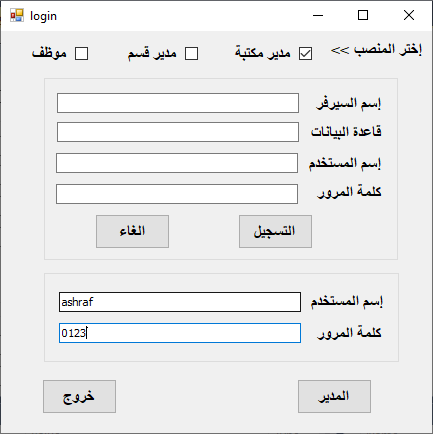 login
إختر المنصب >> مدير مكتبة مدير قسم موظف
إسم السيرفر
قاعدة البيانات
إسم المستخدم
كلمة المرور
التسجيل الغاء
إسم المستخدم ashraf
كلمة المرور 0123
المدير خروج